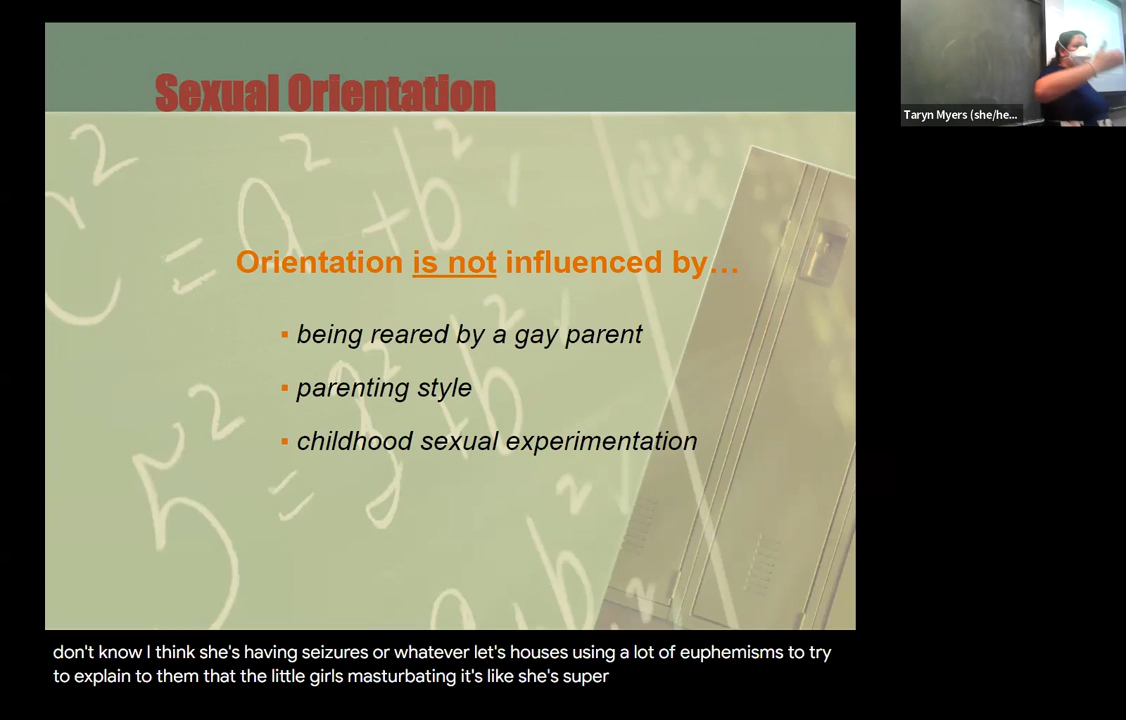 Sexual Orientation
Taryn Myers (she/he...
Orientation is not influenced by...
▪ being reared by a gay parent
▪ parenting style
▪ childhood sexual experimentation
don't know I think she's having seizures or whatever let's houses using a lot of euphemisms to try
to explain to them that the little girls masturbating it's like she's super